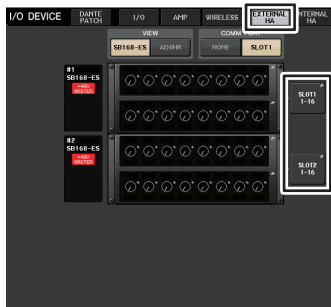 I/O DEVICE
DANTE PATCH
I/O
AMP
WIRELESS
EXTERNAL HA
INTERNAL HA
VIEW
SB168-ES
AD8HR
COMM PORT
NONE
SLOT1
#1
SB168-ES
+48V MASTER
SLOT1
1-16
#2
SB168-ES
+48V MASTER
SLOT2
1-16